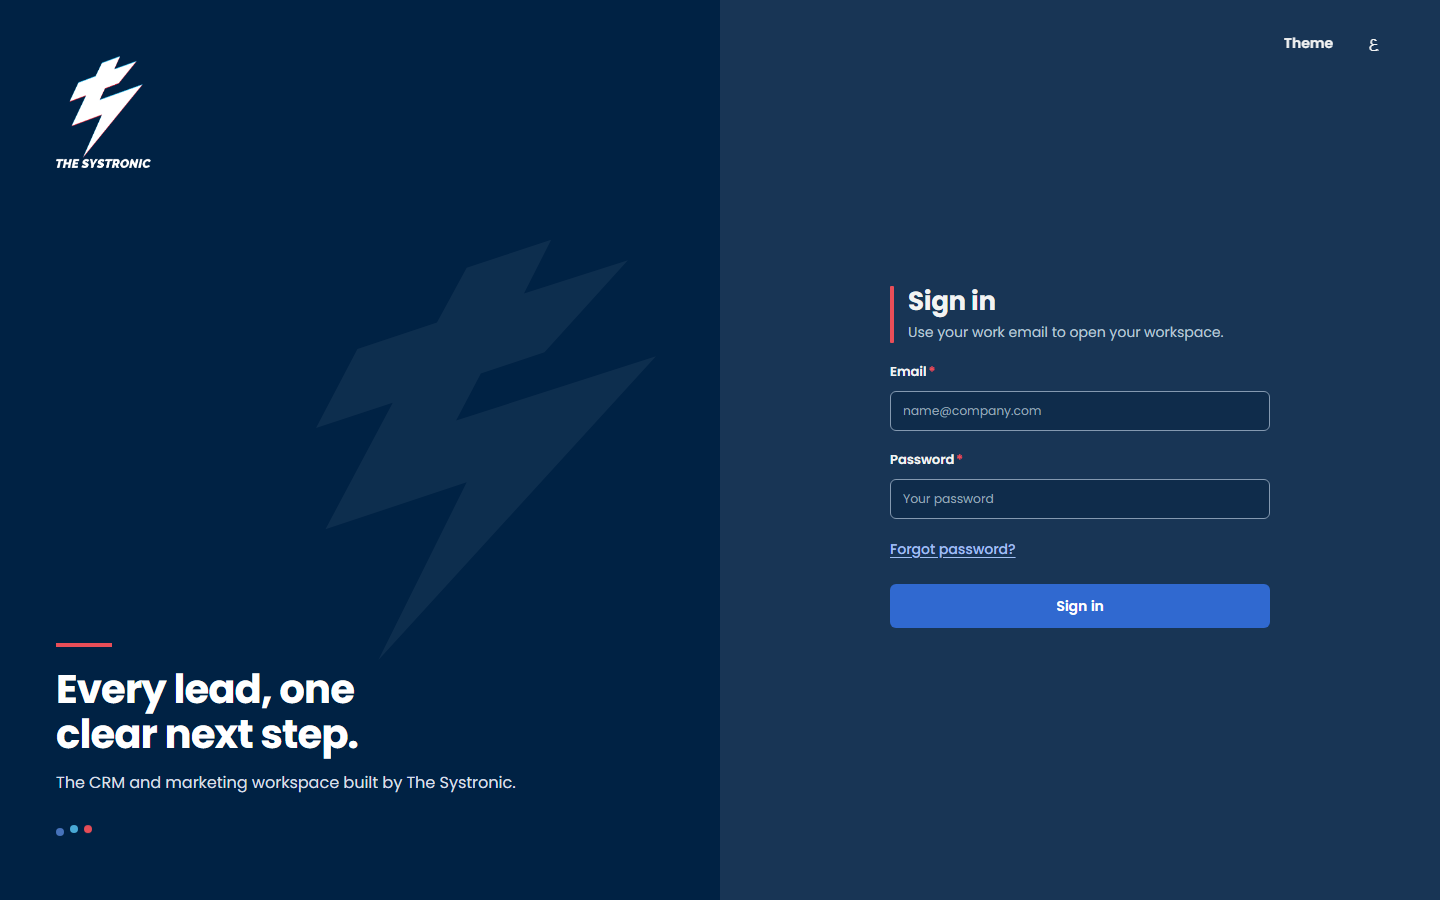 THE SYSTRONIC
Every lead, one
clear next step.
The CRM and marketing workspace built by The Systronic.
Theme ع
Sign in
Use your work email to open your workspace.
Email *
name@company.com
Password *
Your password
Forgot password?
Sign in